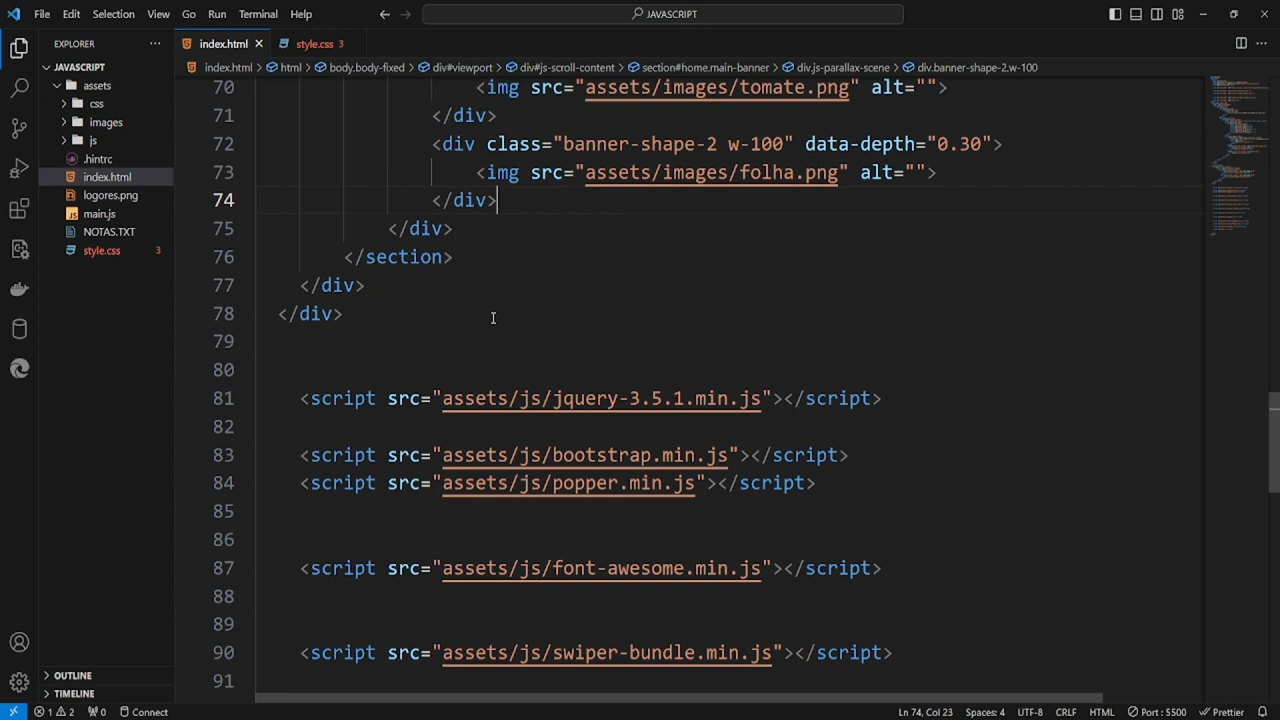 File Edit Selection View Go Run Terminal Help JAVASCRIPT
EXPLORER ... index.html style.css 3
JAVASCRIPT index.html > html > body.body-fixed > div#viewport > div#js-scroll-content > section#home.main-banner > div.js-parallax-scene > div.banner-shape-2.w-100
assets
css
images
js
.hintrc
index.html
logores.png
main.js
NOTAS.TXT
style.css 3
70 <img src="assets/images/tomate.png" alt="">
71 </div>
72 <div class="banner-shape-2 w-100" data-depth="0.30">
73 <img src="assets/images/folha.png" alt="">
74 </div>
75 </div>
76 </section>
77 </div>
78 </div>
79
80
81 <script src="assets/js/jquery-3.5.1.min.js"></script>
82
83 <script src="assets/js/bootstrap.min.js"></script>
84 <script src="assets/js/popper.min.js"></script>
85
86
87 <script src="assets/js/font-awesome.min.js"></script>
88
89
90 <script src="assets/js/swiper-bundle.min.js"></script>
91
OUTLINE
TIMELINE
1 2 0 Connect Ln 74, Col 23 Spaces: 4 UTF-8 CRLF HTML Port : 5500 Prettier